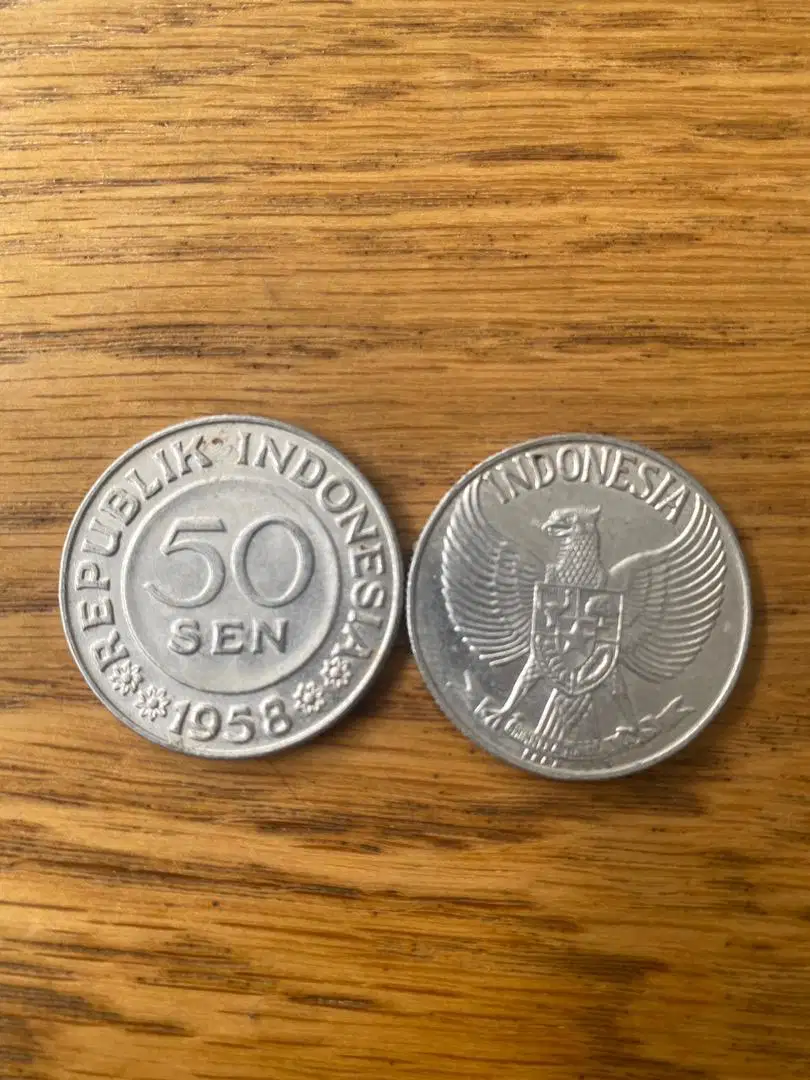 REPUBLIK INDONESIA
50
SEN
1958
INDONESIA